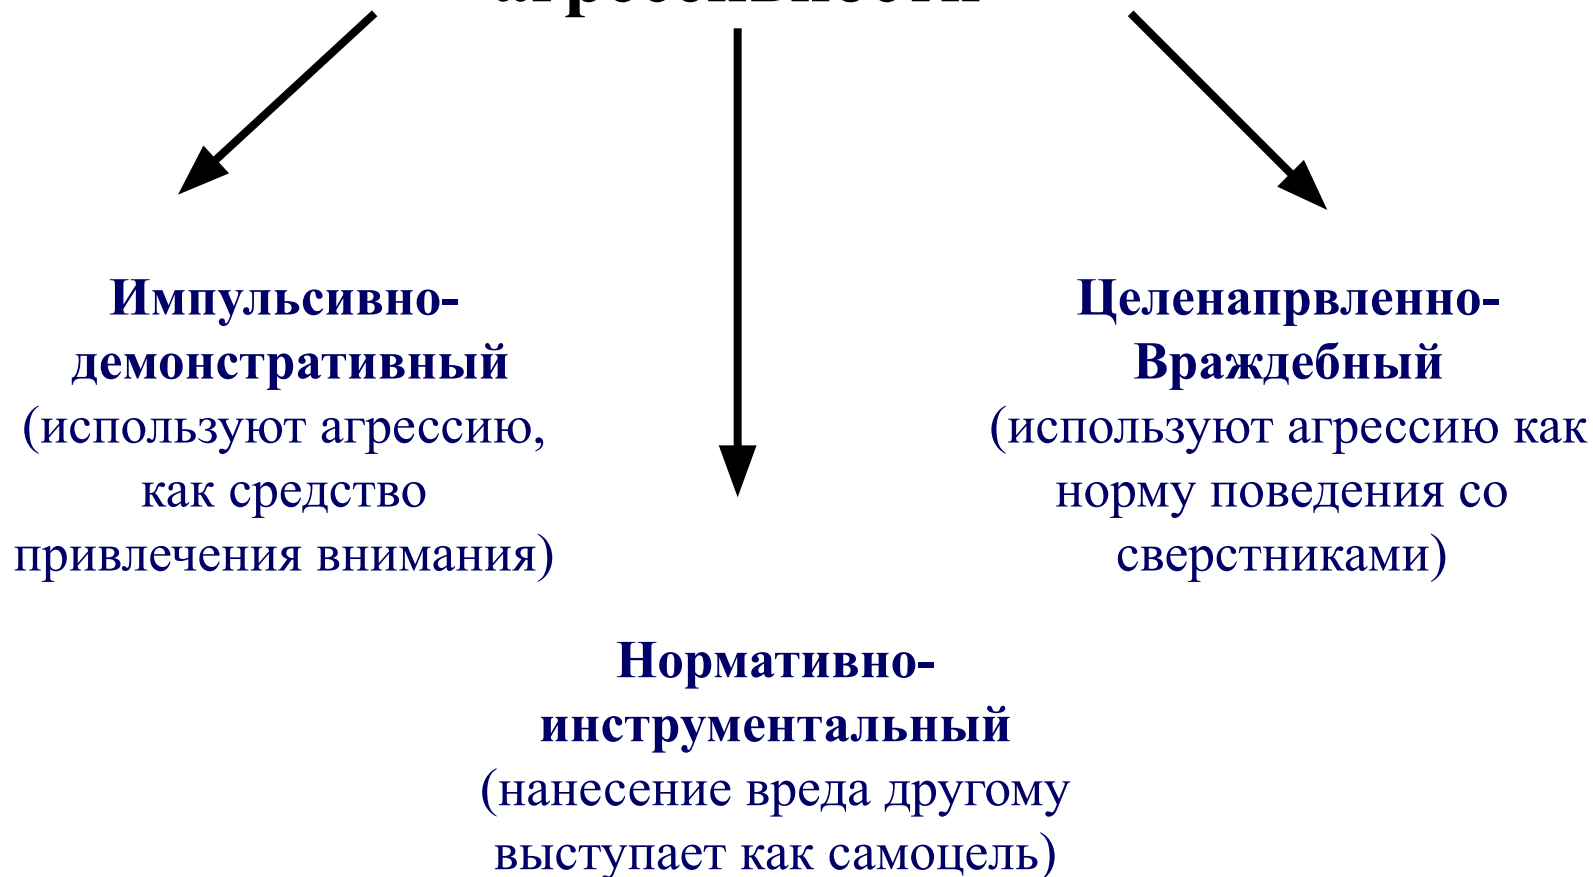 агрессивности
Импульсивно-
демонстративный
(используют агрессию,
как средство
привлечения внимания)
Целенапрвленно-
Враждебный
(используют агрессию как
норму поведения со
сверстниками)
Нормативно-
инструментальный
(нанесение вреда другому
выступает как самоцель)